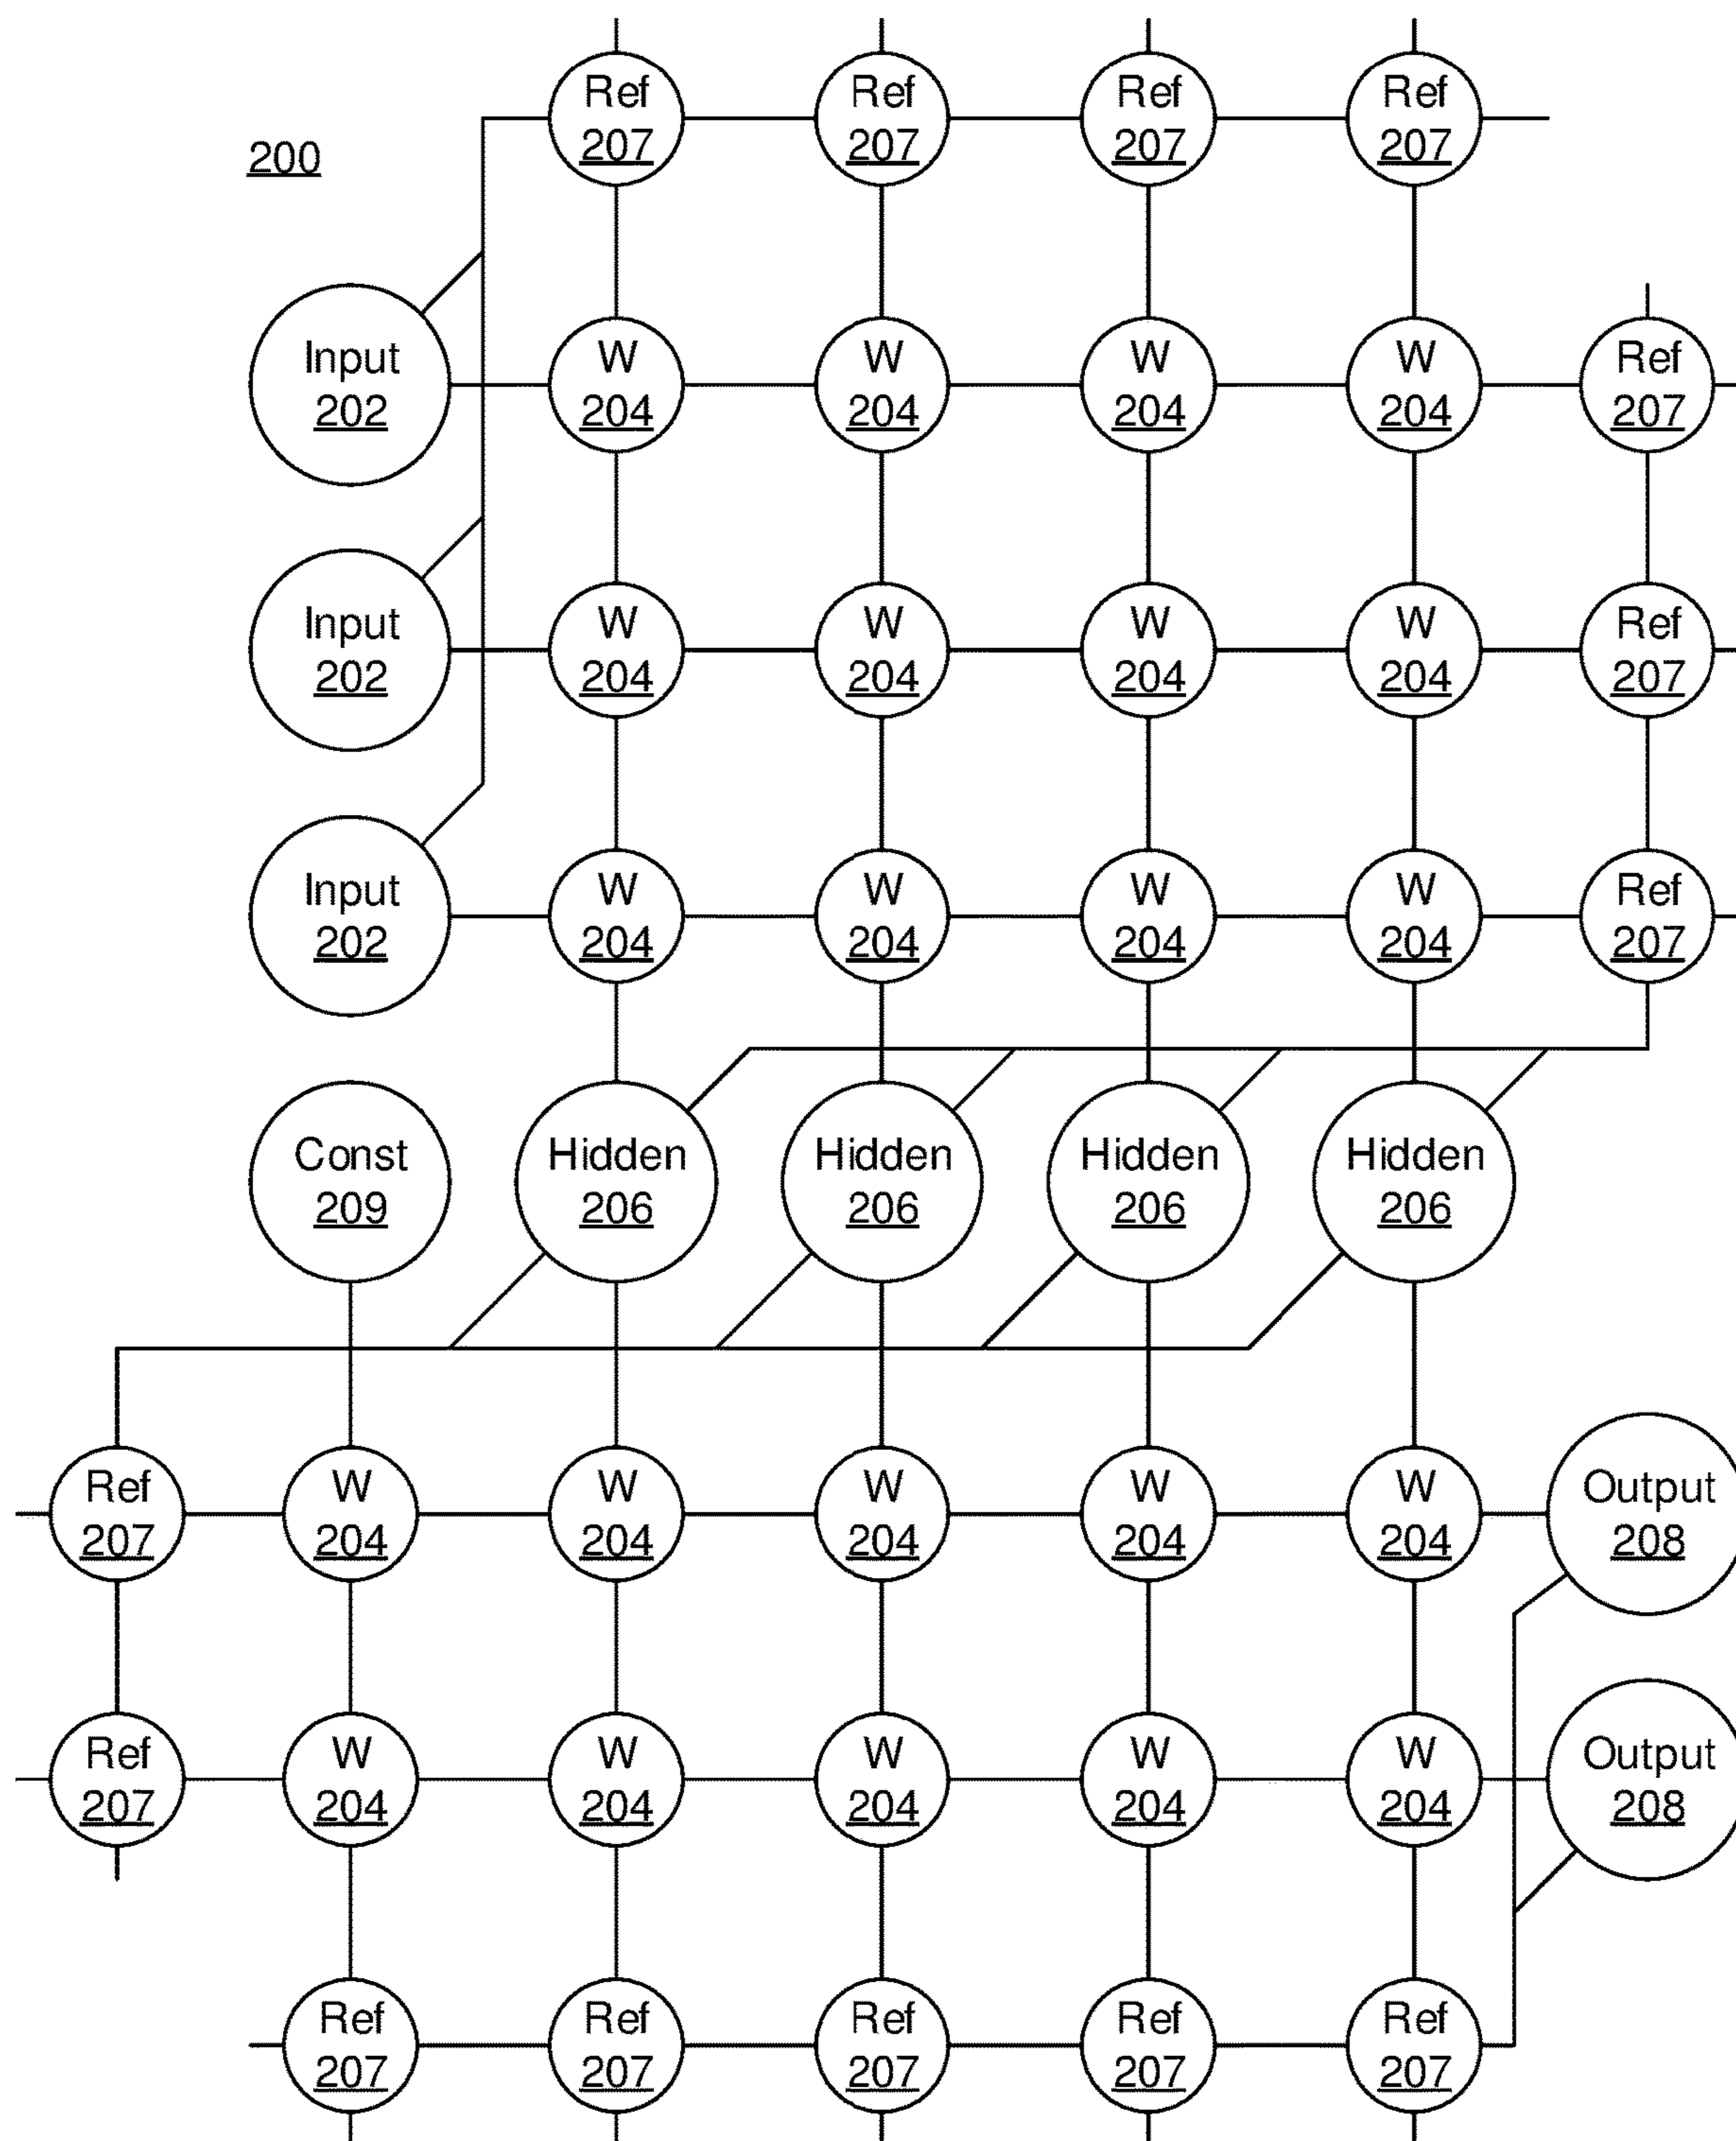 Ref Ref Ref Ref
207 207 207 207
200
Input W W W W Ref
202 204 204 204 204 207
Input W W W W Ref
202 204 204 204 204 207
Input W W W W Ref
202 204 204 204 204 207
Const Hidden Hidden Hidden Hidden
209 206 206 206 206
Ref W W W W W Output
207 204 204 204 204 204 208
Ref W W W W W Output
207 204 204 204 204 204 208
Ref Ref Ref Ref Ref
207 207 207 207 207